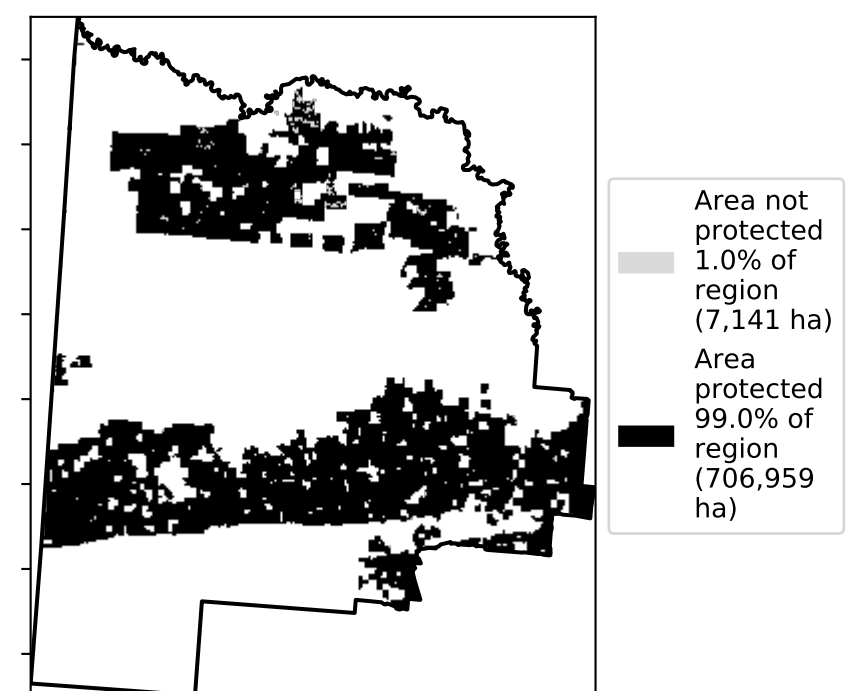 Area not
protected
1.0% of
region
(7,141 ha)
Area
protected
99.0% of
region
(706,959
ha)